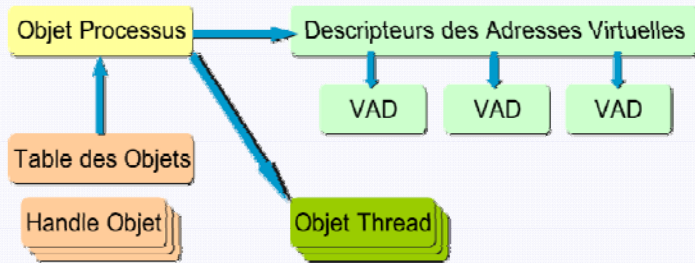 Objet Processus
Descripteurs des Adresses Virtuelles
VAD
VAD
VAD
Table des Objets
Handle Objet
Objet Thread